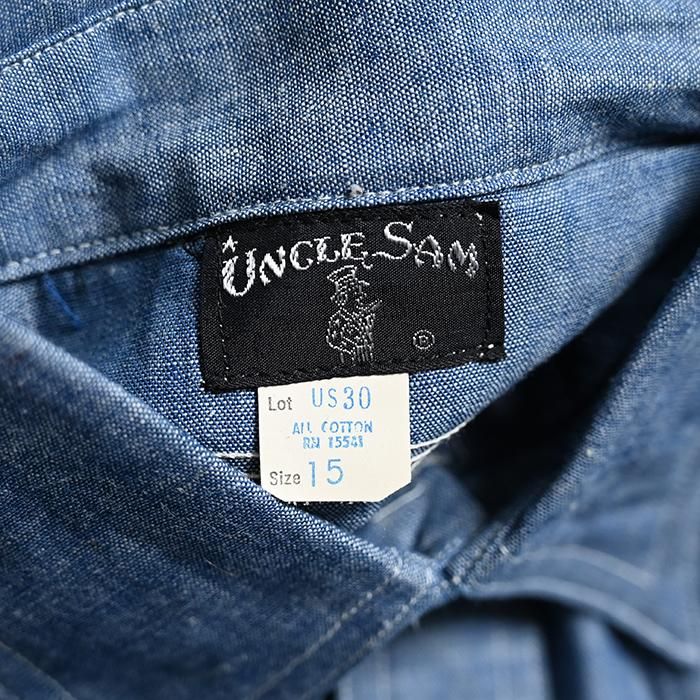 UNCLE SAM
®
Lot US30
ALL COTTON
RN 15541
Size 15